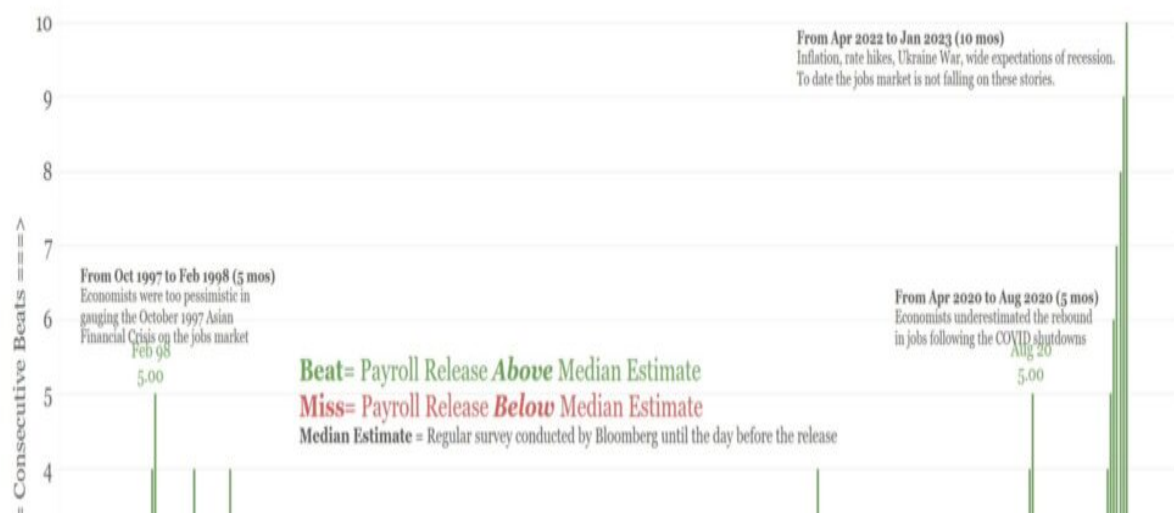 10
From Apr 2022 to Jan 2023 (10 mos)
Inflation, rate hikes, Ukraine War, wide expectations of recession.
To date the jobs market is not falling on these stories.
9
8
7
From Oct 1997 to Feb 1998 (5 mos)
Economists were too pessimistic in
gauging the October 1997 Asian
Financial Crisis on the jobs market
Feb 98
5.00
6
From Apr 2020 to Aug 2020 (5 mos)
Economists underestimated the rebound
in jobs following the COVID shutdowns
Aug 20
5.00
Beat= Payroll Release Above Median Estimate
Miss= Payroll Release Below Median Estimate
Median Estimate = Regular survey conducted by Bloomberg until the day before the release
5
4
= Consecutive Beats ===>